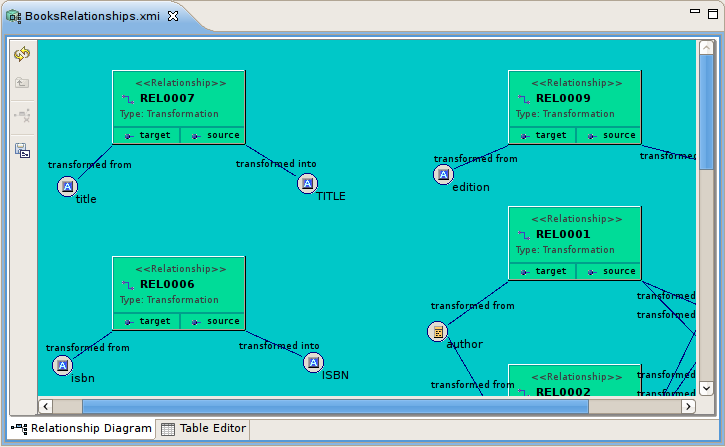 BooksRelationships.xmi
<<Relationship>>
REL0007
Type: Transformation
target source
transformed from
transformed into
title
TITLE
<<Relationship>>
REL0009
Type: Transformation
target source
transformed from
transforme
edition
<<Relationship>>
REL0001
Type: Transformation
target source
transformed from
transformed
transformed
author
<<Relationship>>
REL0006
Type: Transformation
target source
transformed from
transformed into
isbn
ISBN
<<Relationship>>
REL0002
transformed from
transformed
transformed
Relationship Diagram
Table Editor